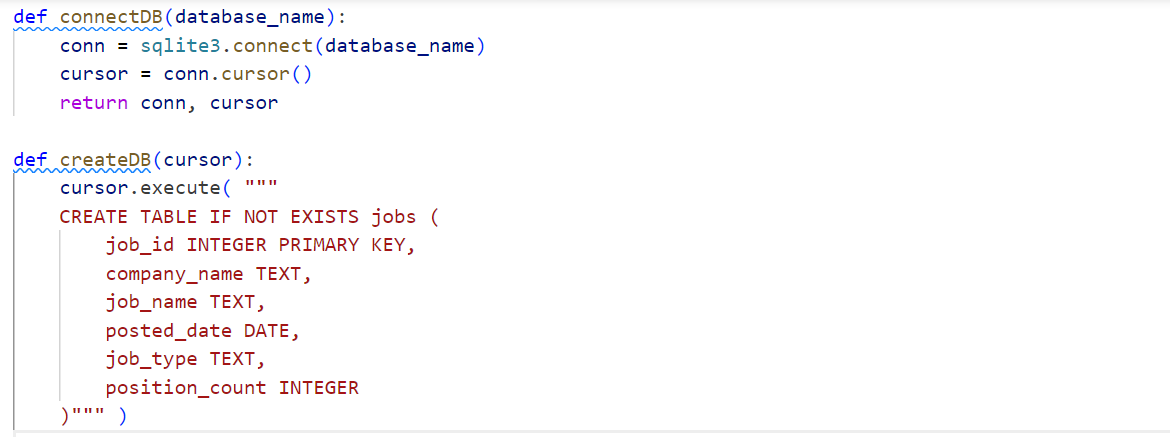 def connectDB(database_name):
    conn = sqlite3.connect(database_name)
    cursor = conn.cursor()
    return conn, cursor

def createDB(cursor):
    cursor.execute( """
    CREATE TABLE IF NOT EXISTS jobs (
        job_id INTEGER PRIMARY KEY,
        company_name TEXT,
        job_name TEXT,
        posted_date DATE,
        job_type TEXT,
        position_count INTEGER
    )""" )